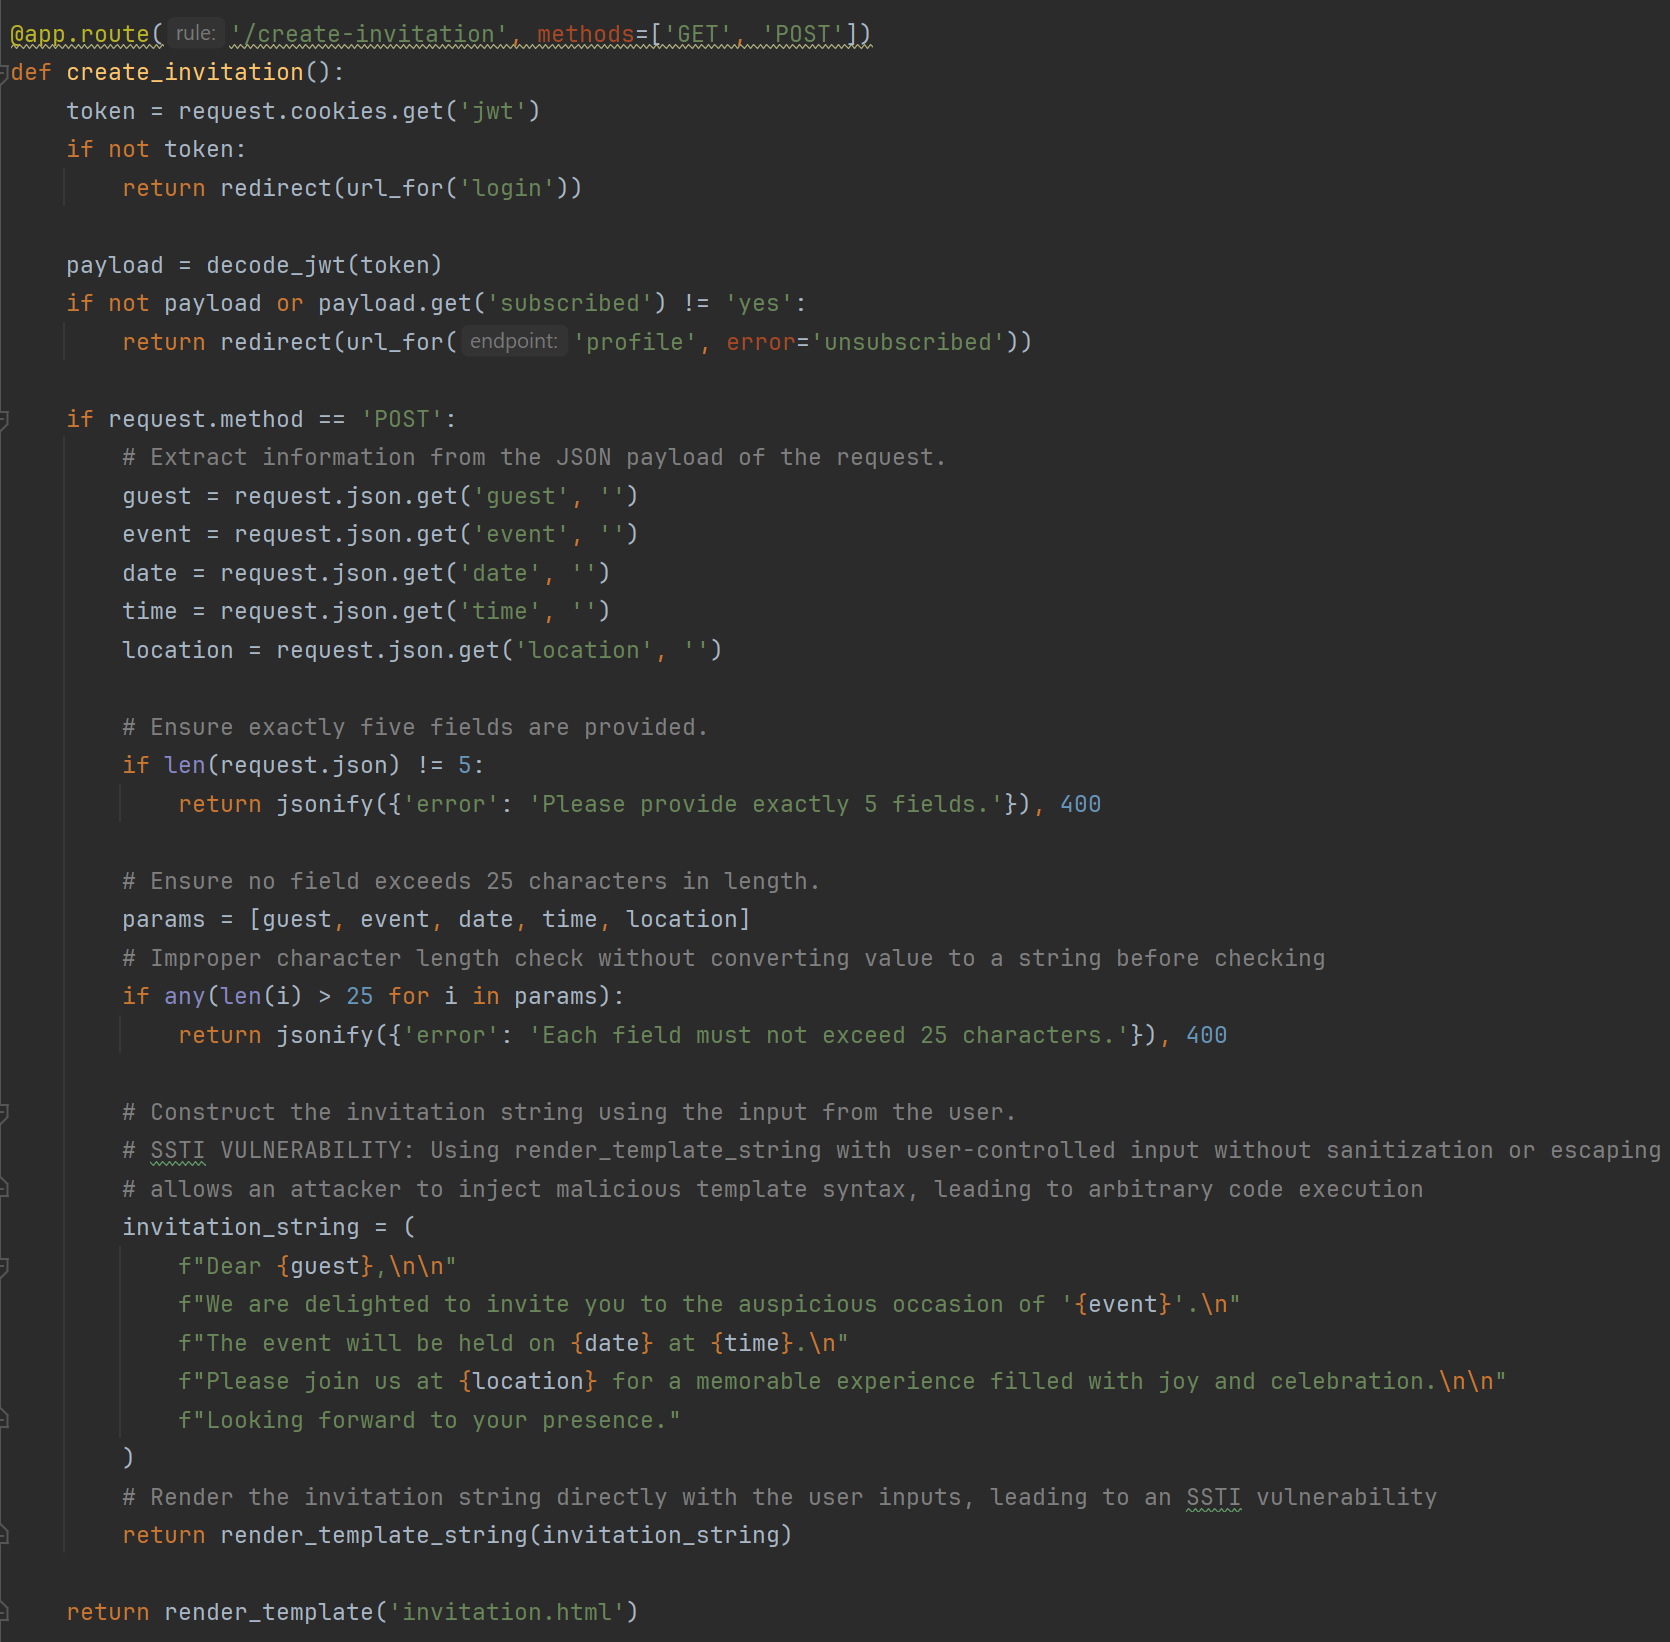 @app.route( rule: '/create-invitation', methods=['GET', 'POST'])
def create_invitation():
    token = request.cookies.get('jwt')
    if not token:
        return redirect(url_for('login'))

    payload = decode_jwt(token)
    if not payload or payload.get('subscribed') != 'yes':
        return redirect(url_for( endpoint: 'profile', error='unsubscribed'))

    if request.method == 'POST':
        # Extract information from the JSON payload of the request.
        guest = request.json.get('guest', '')
        event = request.json.get('event', '')
        date = request.json.get('date', '')
        time = request.json.get('time', '')
        location = request.json.get('location', '')

        # Ensure exactly five fields are provided.
        if len(request.json) != 5:
            return jsonify({'error': 'Please provide exactly 5 fields.'}), 400

        # Ensure no field exceeds 25 characters in length.
        params = [guest, event, date, time, location]
        # Improper character length check without converting value to a string before checking
        if any(len(i) > 25 for i in params):
            return jsonify({'error': 'Each field must not exceed 25 characters.'}), 400

        # Construct the invitation string using the input from the user.
        # SSTI VULNERABILITY: Using render_template_string with user-controlled input without sanitization or escaping
        # allows an attacker to inject malicious template syntax, leading to arbitrary code execution
        invitation_string = (
            f"Dear {guest},\n\n"
            f"We are delighted to invite you to the auspicious occasion of '{event}'.\n"
            f"The event will be held on {date} at {time}.\n"
            f"Please join us at {location} for a memorable experience filled with joy and celebration.\n\n"
            f"Looking forward to your presence."
        )
        # Render the invitation string directly with the user inputs, leading to an SSTI vulnerability
        return render_template_string(invitation_string)

    return render_template('invitation.html')